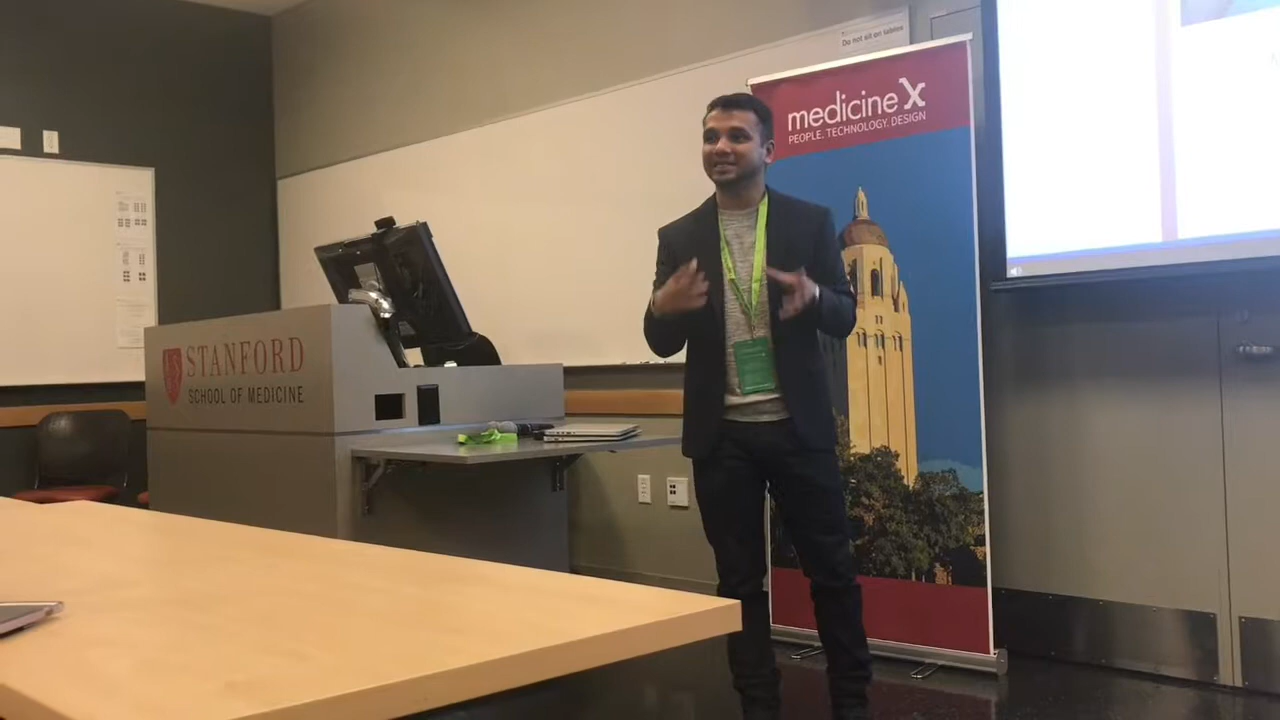 Do not sit on tables
medicine X
PEOPLE. TECHNOLOGY. DESIGN
STANFORD
SCHOOL OF MEDICINE